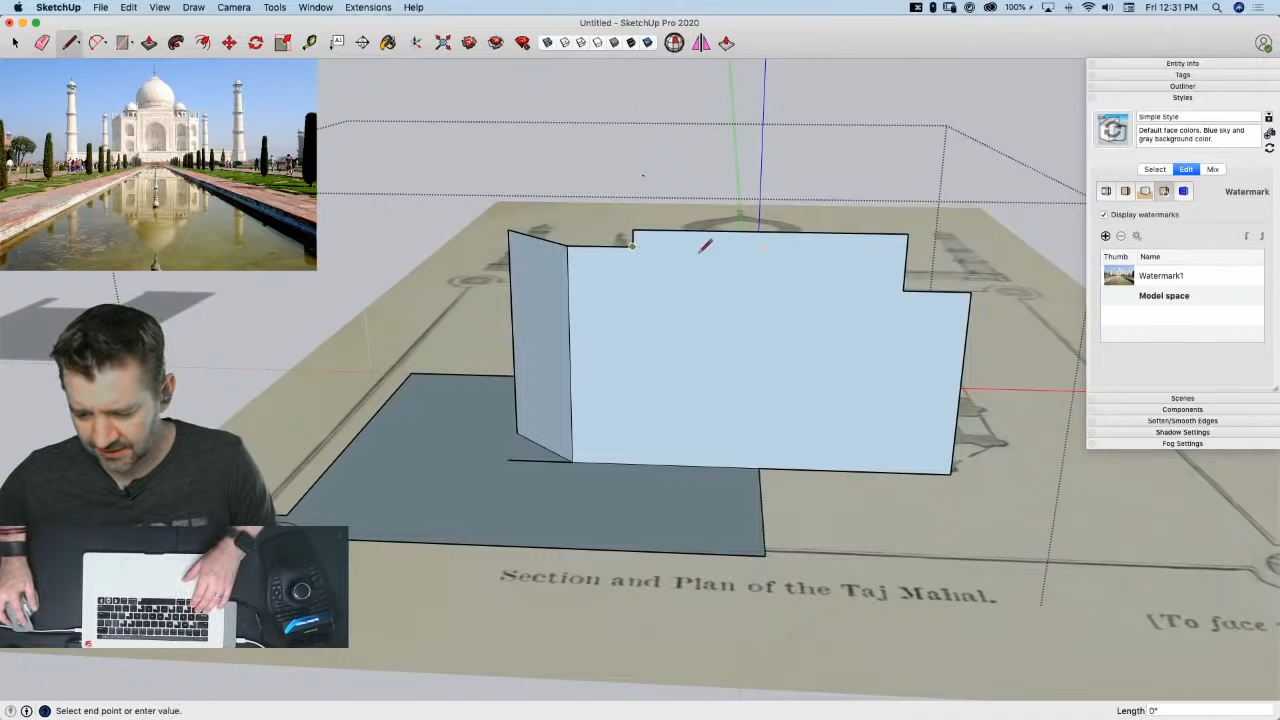 SketchUp File Edit View Draw Camera Tools Window Extensions Help 100% Fri Dec 12:31 PM
Untitled - SketchUp Pro 2020
Entity Info
Tags
Outliner
Styles
Simple Style
Default face colors. Blue sky and
gray background color.
Select Edit Mix
Watermark
Display watermarks
Thumb Name
Watermark1
Model space
Scenes
Components
Soften/Smooth Edges
Shadow Settings
Fog Settings
Section and Plan of the Taj Mahal.
[To face
Select end point or enter value.
Length 0"